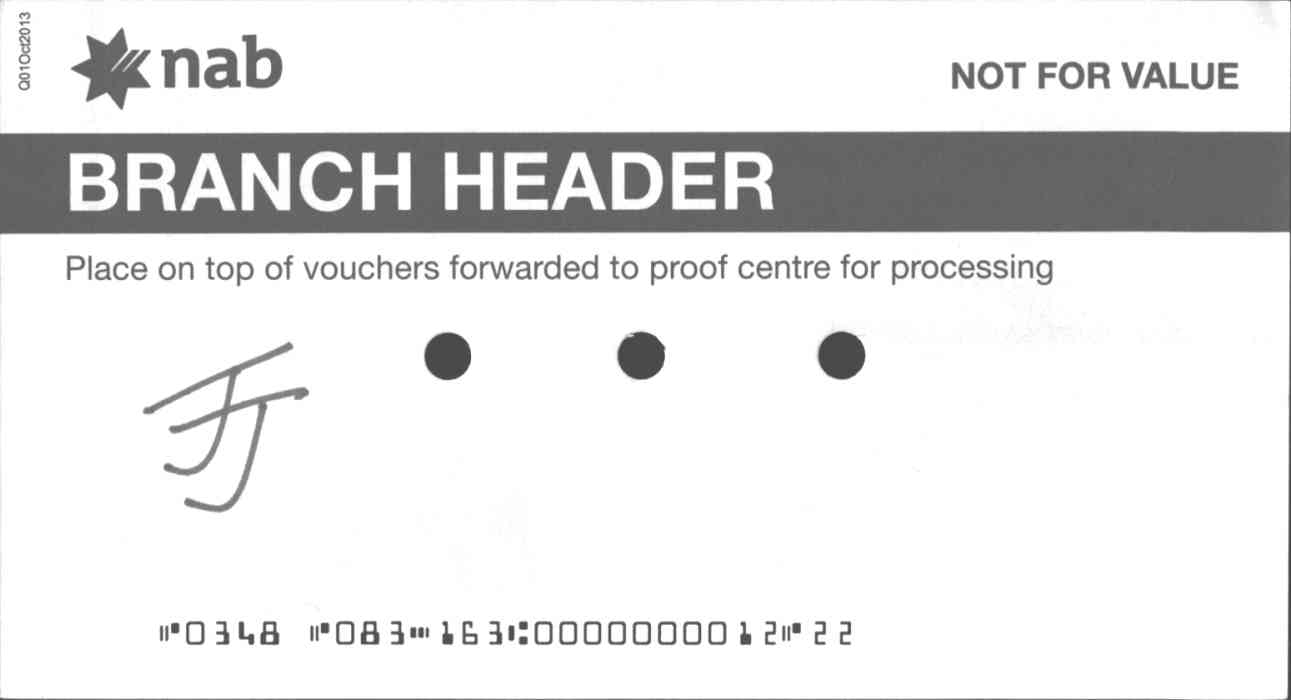 Q01Oct2013
nab
NOT FOR VALUE
BRANCH HEADER
Place on top of vouchers forwarded to proof centre for processing
JJ
⑈0348 ⑈083⑉163⑆0000000012⑈22